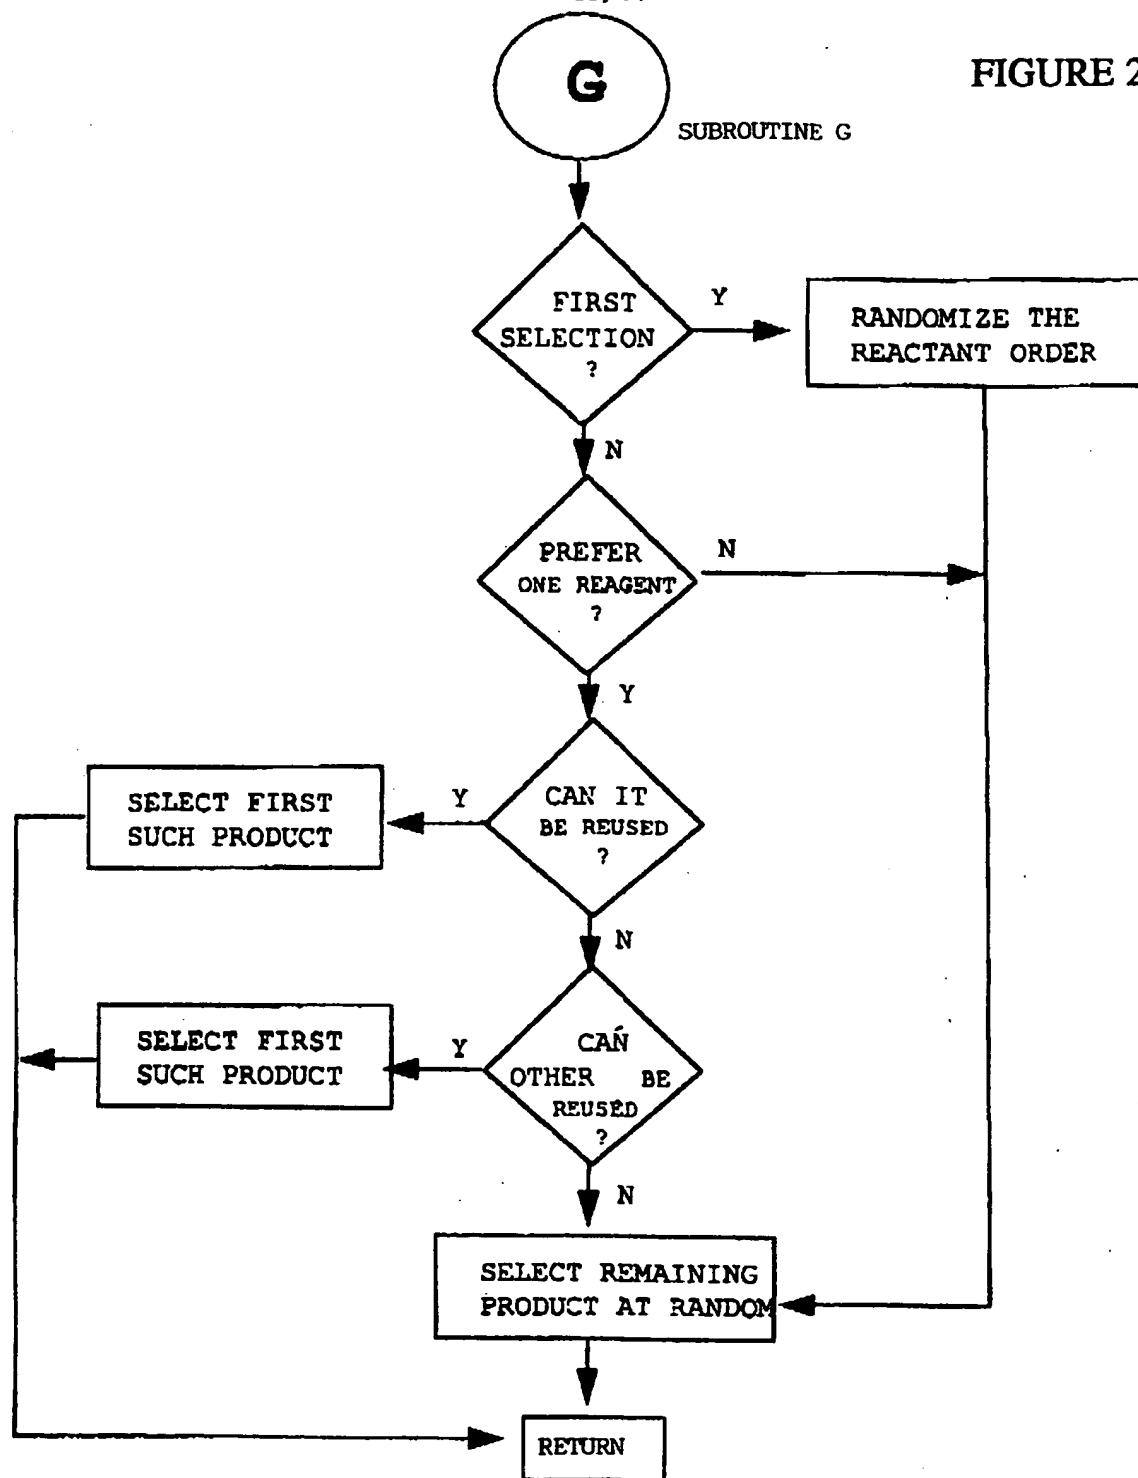 G
FIGURE 2
SUBROUTINE G
FIRST
SELECTION
?
Y
RANDOMIZE THE
REACTANT ORDER
N
PREFER
ONE REAGENT
?
N
Y
CAN IT
BE REUSED
?
Y
SELECT FIRST
SUCH PRODUCT
N
CAN
OTHER BE
REUSED
?
Y
SELECT FIRST
SUCH PRODUCT
N
SELECT REMAINING
PRODUCT AT RANDOM
RETURN